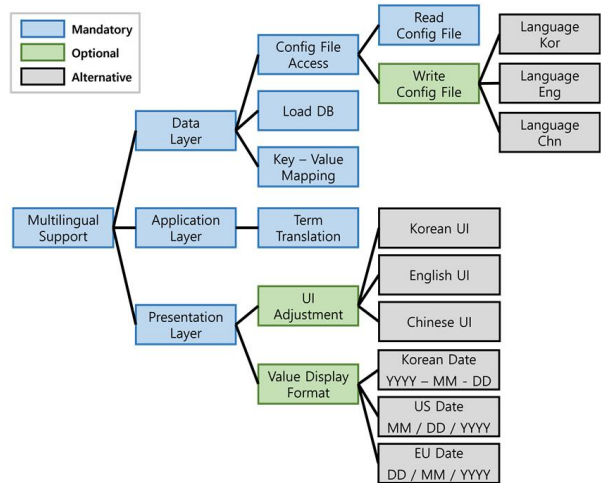 Mandatory
Optional
Alternative
Multilingual
Support
Data
Layer
Application
Layer
Presentation
Layer
Config File
Access
Load DB
Key – Value
Mapping
Term
Translation
UI
Adjustment
Value Display
Format
Read
Config File
Write
Config File
Language
Kor
Language
Eng
Language
Chn
Korean UI
English UI
Chinese UI
Korean Date
YYYY – MM - DD
US Date
MM / DD / YYYY
EU Date
DD / MM / YYYY